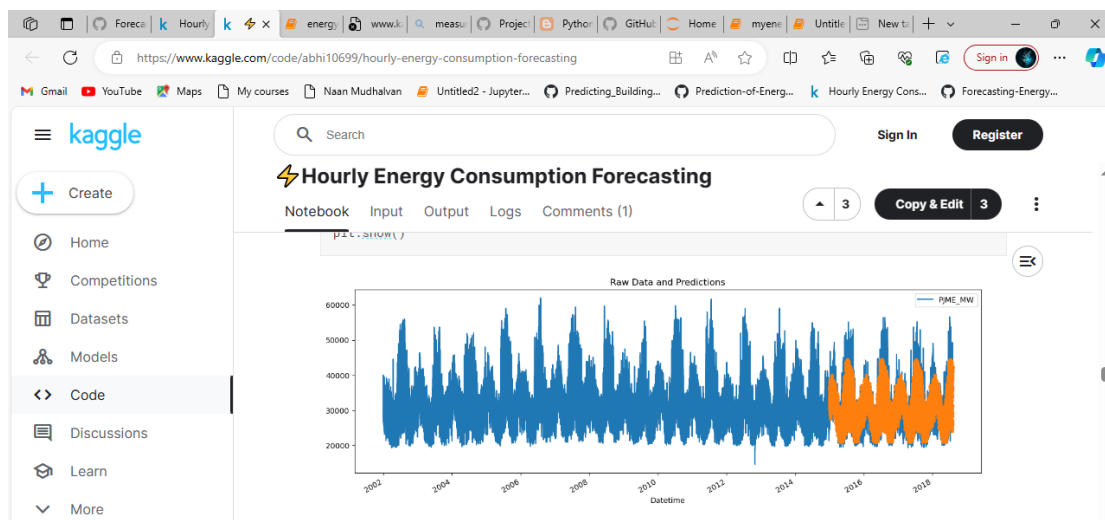 Foreca
Hourly
energy
www.k
measu
Project
Pythor
GitHub
Home
myene
Untitle
New ta
https://www.kaggle.com/code/abhi10699/hourly-energy-consumption-forecasting
Sign in
Gmail
YouTube
Maps
My courses
Naan Mudhalvan
Untitled2 - Jupyter...
Predicting_Building...
Prediction-of-Energ...
Hourly Energy Cons...
Forecasting-Energy...
kaggle
Search
Sign In
Register
Create
⚡Hourly Energy Consumption Forecasting
3
Copy & Edit 3
Notebook
Input
Output
Logs
Comments (1)
plt.show()
Home
Competitions
Datasets
Models
Code
Discussions
Learn
More
Raw Data and Predictions
PJME_MW
60000
50000
40000
30000
20000
2002
2004
2006
2008
2010
2012
2014
2016
2018
Datetime